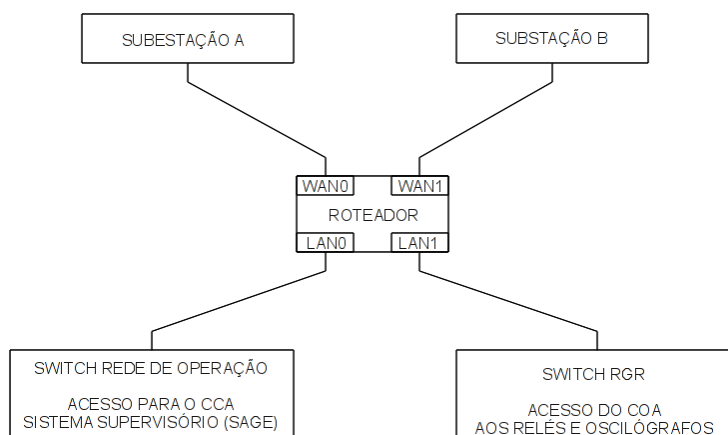 SUBESTAÇÃO A
SUBSTAÇÃO B
WAN0
WAN1
ROTEADOR
LAN0
LAN1
SWITCH REDE DE OPERAÇÃO
ACESSO PARA O CCA
SISTEMA SUPERVISÓRIO (SAGE)
SWITCH RGR
ACESSO DO COA
AOS RELÉS E OSCILÓGRAFOS